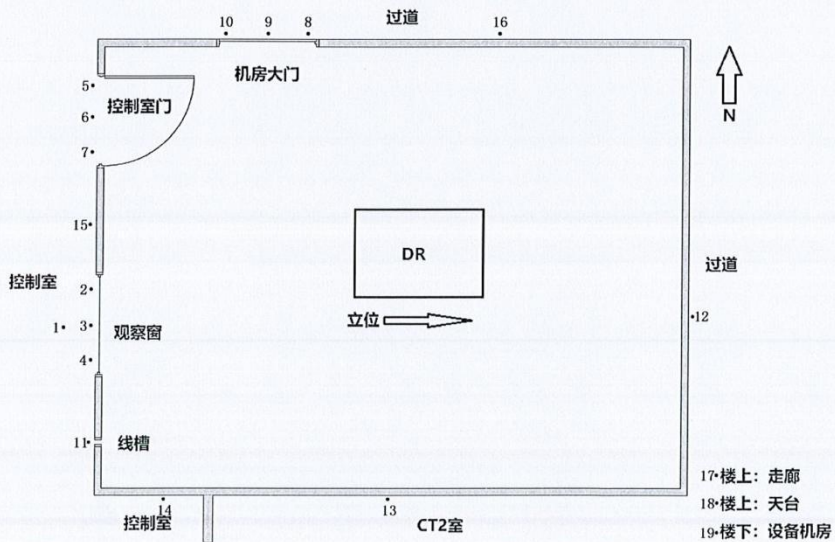 过道
10 9 8 16
机房大门
N
5
控制室门
6
7
15
DR
控制室
过道
2
立位
12
1 3 观察窗
4
11 线槽
17 楼上：走廊
14 13
18 楼上：天台
控制室 CT2室
19 楼下：设备机房